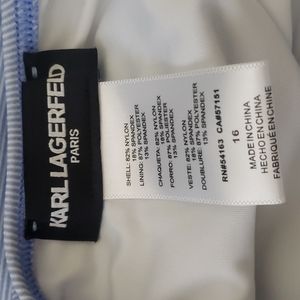 KARL LAGERFELD
PARIS
SHELL: 82% NYLON
18% SPANDEX
LINING: 87% POLYESTER
13% SPANDEX
CHAQUETA: 82% NYLON
18% SPANDEX
FORRO: 87% POLYESTER
13% SPANDEX
VESTE: 82% NYLON
18% SPANDEX
DOUBLURE: 87% POLYESTER
13% SPANDEX
RN#54163 CA#57151
16
MADE IN CHINA
HECHO EN CHINA
FABRIQUÉ EN CHINE